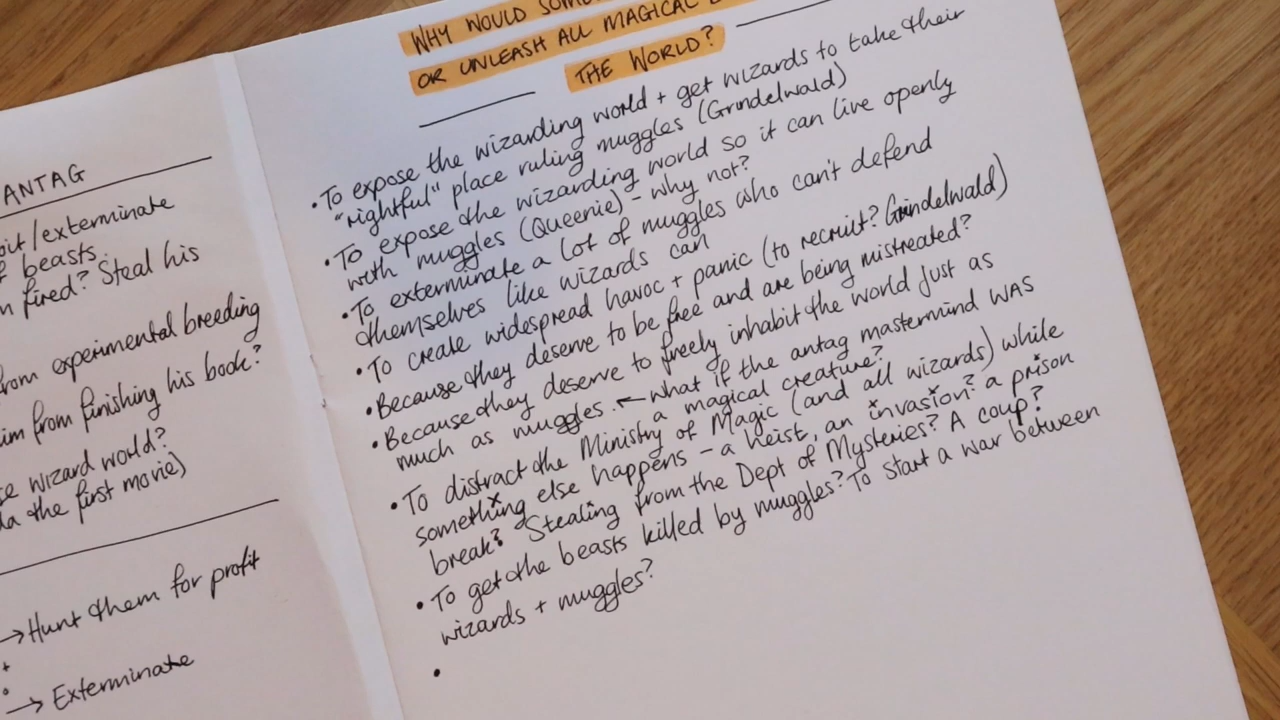 ANTAG
oit/exterminate
beasts.
fired? Steal his
rom experimental breeding
im from finishing his book?
wizard world?
the first movie)
→Hunt them for profit
+
→ Exterminate
WHY WOULD
OR UNLEASH ALL MAGICAL
THE WORLD?
•To expose the wizarding world + get wizards to take their
"rightful" place ruling muggles (Grindelwald)
•To expose the wizarding world so it can live openly
with muggles (Queenie) - why not?
•To exterminate a lot of muggles who can't defend
themselves like wizards can
•To create widespread havoc + panic (to recruit? Grindelwald)
•Because they deserve to be free and are being mistreated?
•Because they deserve to freely inhabit the world just as
much as muggles. ←what if the antag mastermind WAS
a magical creature?
•To distract the Ministry of Magic (and all wizards) while
something else happens - a heist, an invasion? a prison
break? Stealing from the Dept of Mysteries? A coup?
•To get the beasts killed by muggles? To start a war between
wizards + muggles?
•